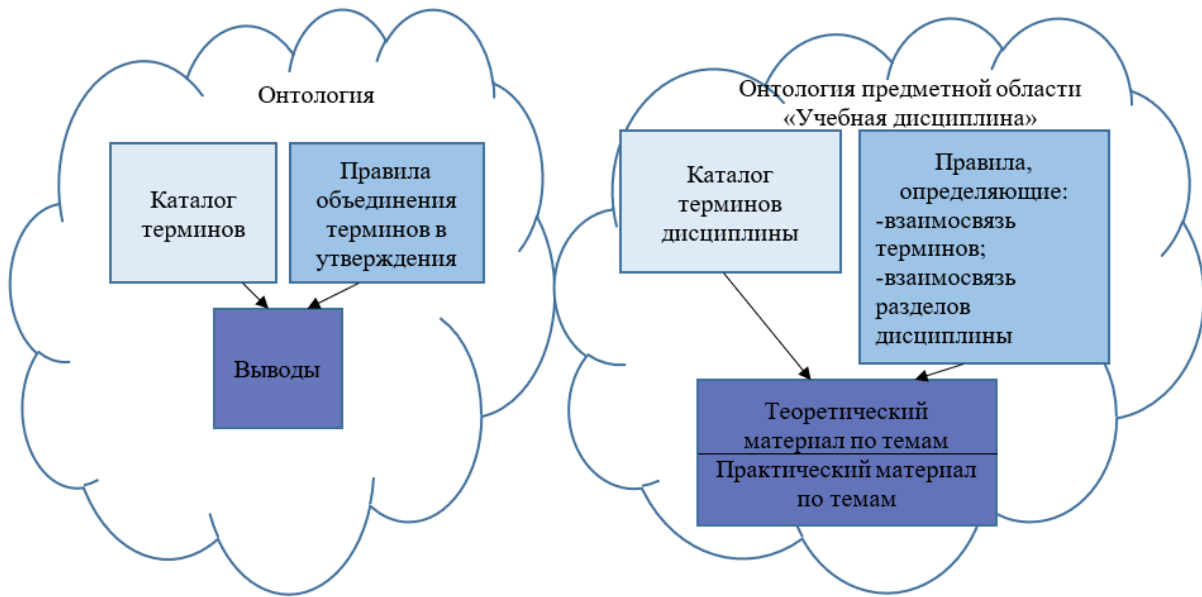 Онтология
Каталог
терминов
Правила
объединения
терминов в
утверждения
Выводы
Онтология предметной области
«Учебная дисциплина»
Каталог
терминов
дисциплины
Правила,
определяющие:
-взаимосвязь
терминов;
-взаимосвязь
разделов
дисциплины
Теоретический
материал по темам
Практический материал
по темам